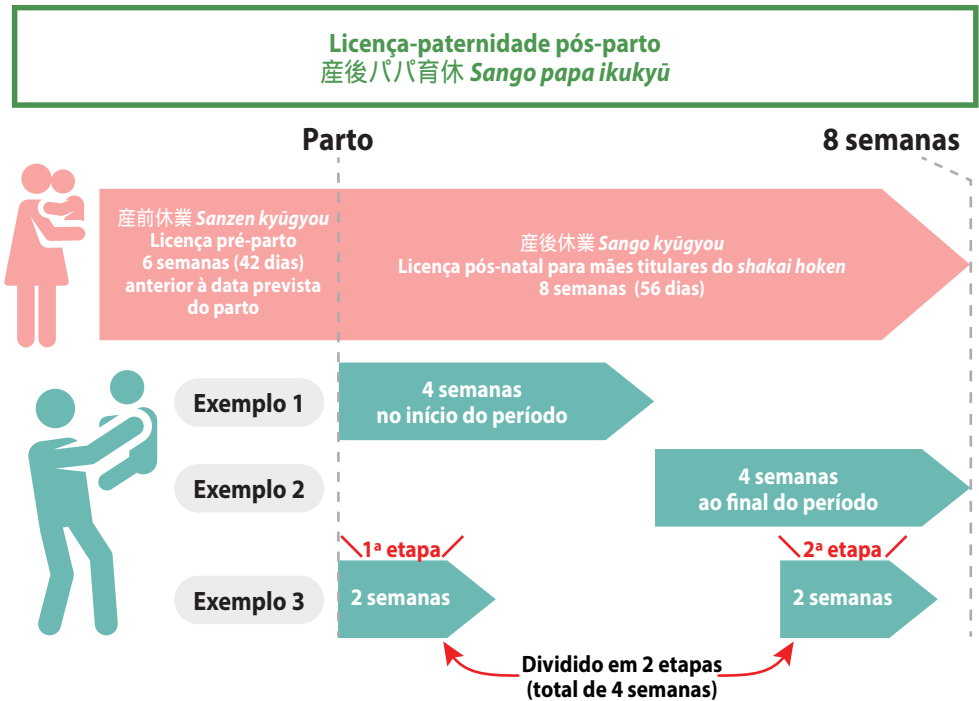 Licença-paternidade pós-parto
産後パパ育休 Sango papa ikukyū
Parto
8 semanas
産前休業 Sanzen kyūgyou
Licença pré-parto
6 semanas (42 dias)
anterior à data prevista
do parto
産後休業 Sango kyūgyou
Licença pós-natal para mães titulares do shakai hoken
8 semanas (56 dias)
Exemplo 1
4 semanas
no início do período
Exemplo 2
4 semanas
ao final do período
Exemplo 3
1ª etapa
2 semanas
2ª etapa
2 semanas
Dividido em 2 etapas
(total de 4 semanas)